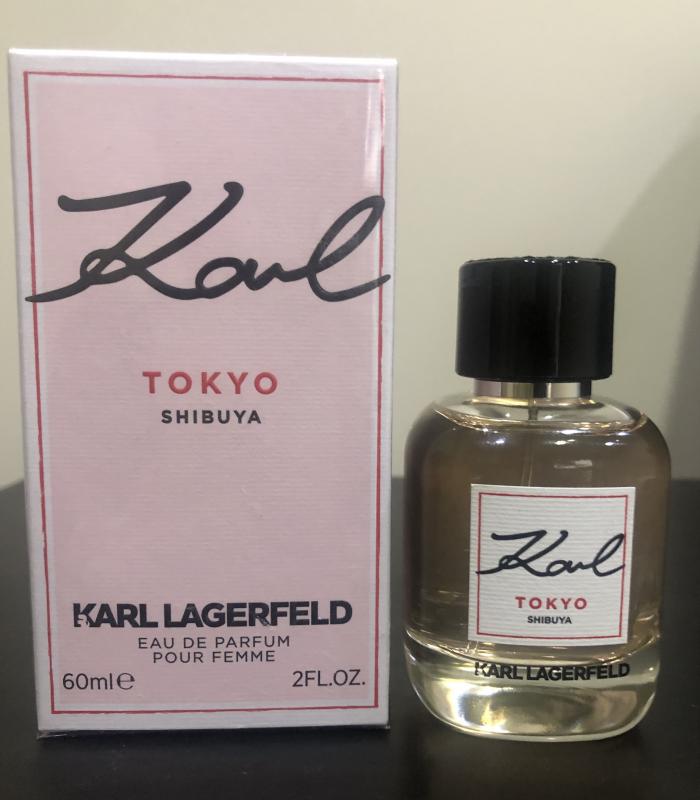 Karl
TOKYO
SHIBUYA
KARL LAGERFELD
EAU DE PARFUM
POUR FEMME
60ml ℮ 2FL.OZ.
Karl
TOKYO
SHIBUYA
KARL LAGERFELD